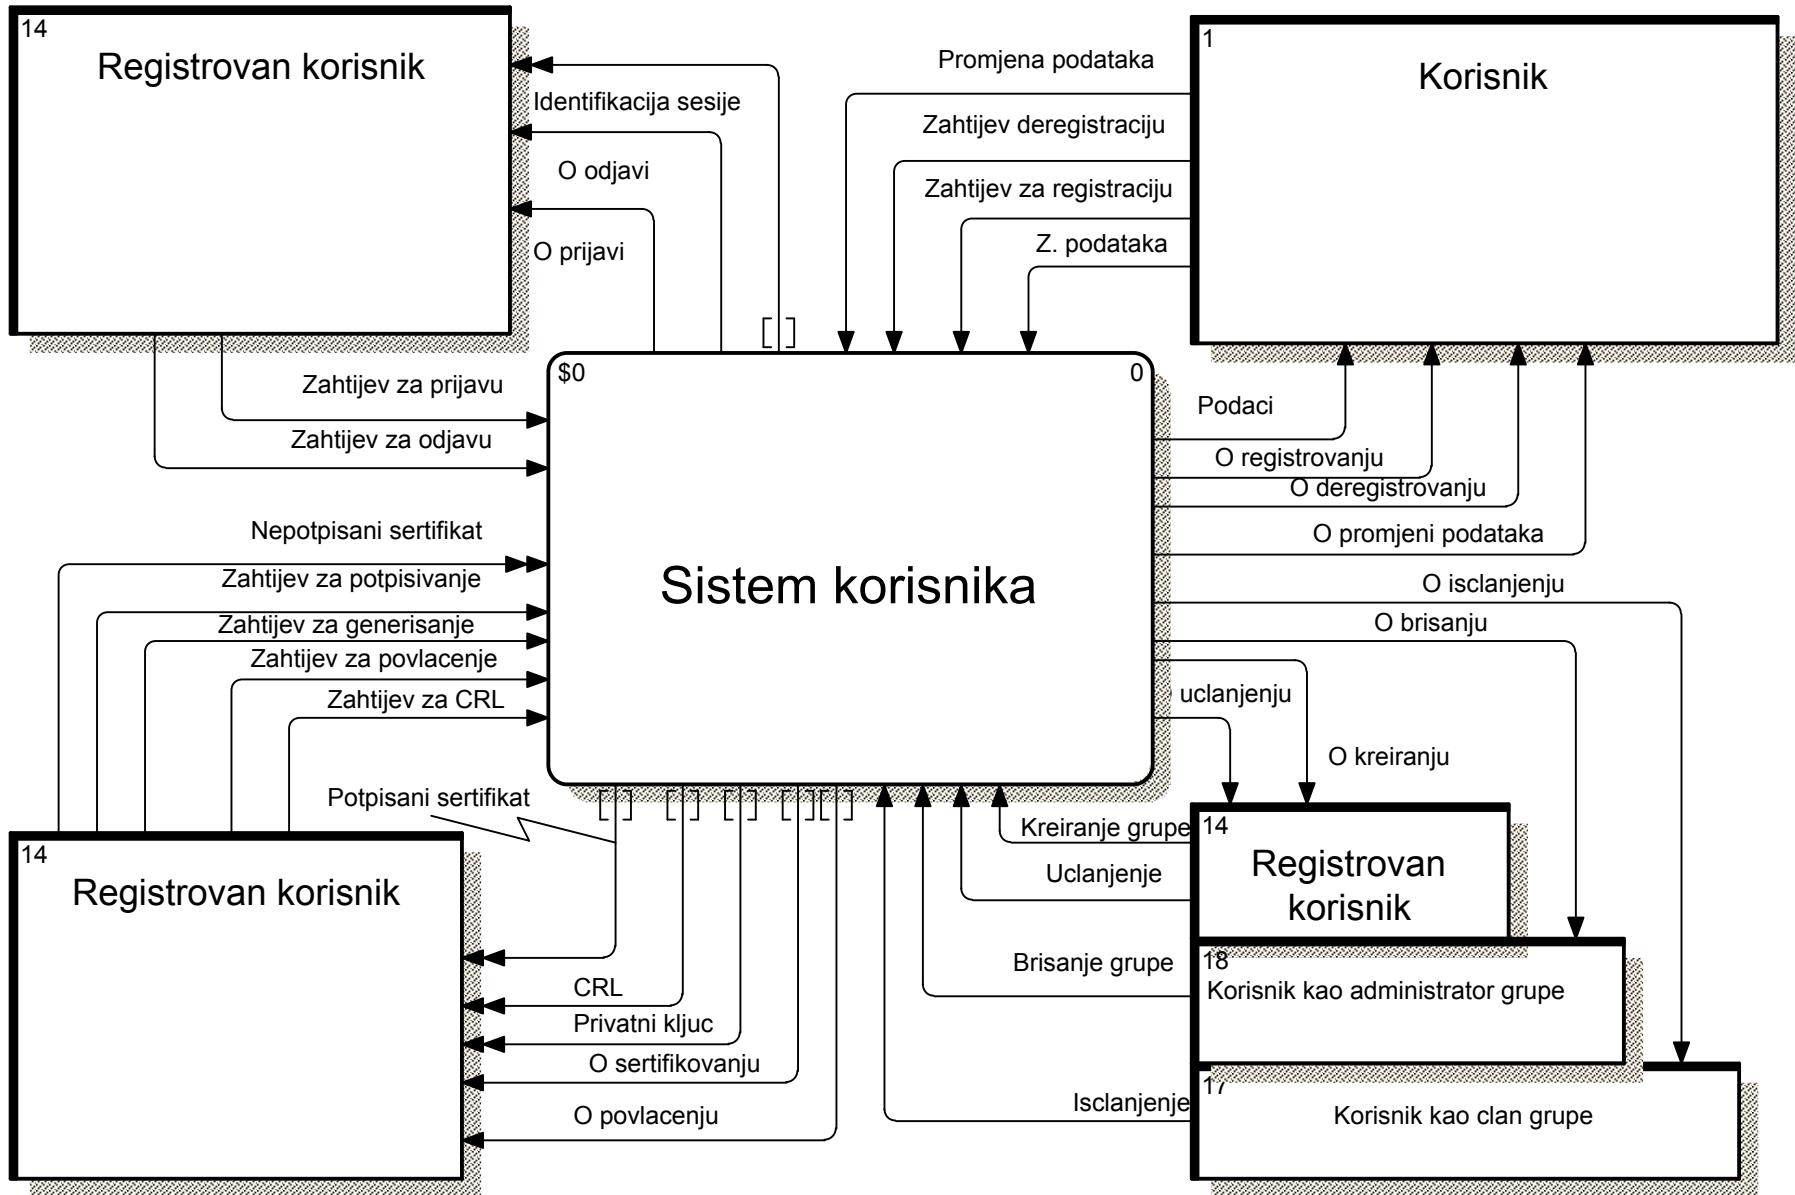 14
Registrovan korisnik
1
Korisnik
Promjena podataka
Identifikacija sesije
Zahtijev deregistraciju
O odjavi
Zahtijev za registraciju
O prijavi
Z. podataka
[ ]
$0
0
Sistem korisnika
Zahtijev za prijavu
Zahtijev za odjavu
Podaci
O registrovanju
O deregistrovanju
O promjeni podataka
Nepotpisani sertifikat
Zahtijev za potpisivanje
Zahtijev za generisanje
Zahtijev za povlacenje
Zahtijev za CRL
O isclanjenju
O brisanju
uclanjenju
O kreiranju
Potpisani sertifikat
[ ] [ ] [ ] [ ] [ ]
14
Registrovan korisnik
Kreiranje grupe
14
Registrovan
korisnik
Uclanjenje
Brisanje grupe
18
Korisnik kao administrator grupe
CRL
Privatni kljuc
O sertifikovanju
O povlacenju
Isclanjenje
17
Korisnik kao clan grupe